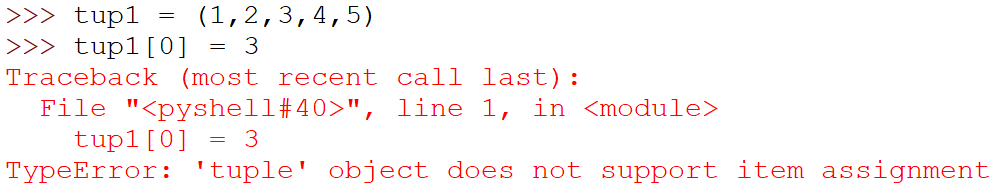 >>> tup1 = (1,2,3,4,5)
>>> tup1[0] = 3
Traceback (most recent call last):
  File "<pyshell#40>", line 1, in <module>
    tup1[0] = 3
TypeError: 'tuple' object does not support item assignment